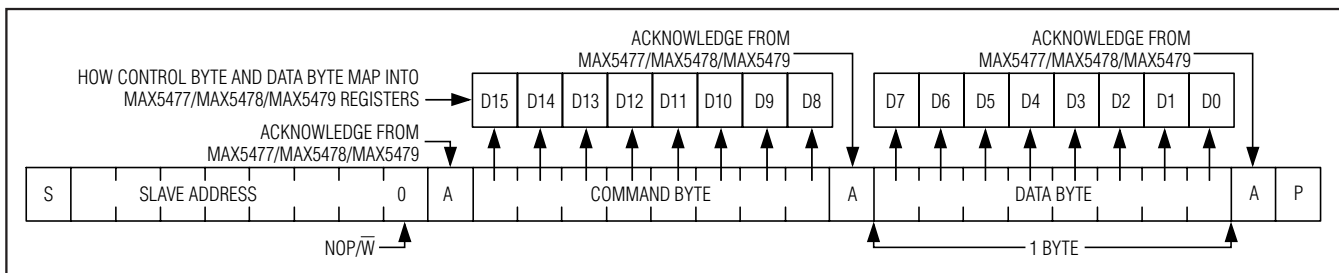 ACKNOWLEDGE FROM
MAX5477/MAX5478/MAX5479
ACKNOWLEDGE FROM
MAX5477/MAX5478/MAX5479
HOW CONTROL BYTE AND DATA BYTE MAP INTO
MAX5477/MAX5478/MAX5479 REGISTERS
D15 D14 D13 D12 D11 D10 D9 D8 D7 D6 D5 D4 D3 D2 D1 D0
ACKNOWLEDGE FROM
MAX5477/MAX5478/MAX5479
S SLAVE ADDRESS 0 A COMMAND BYTE A DATA BYTE A P
NOP/W̅ 1 BYTE